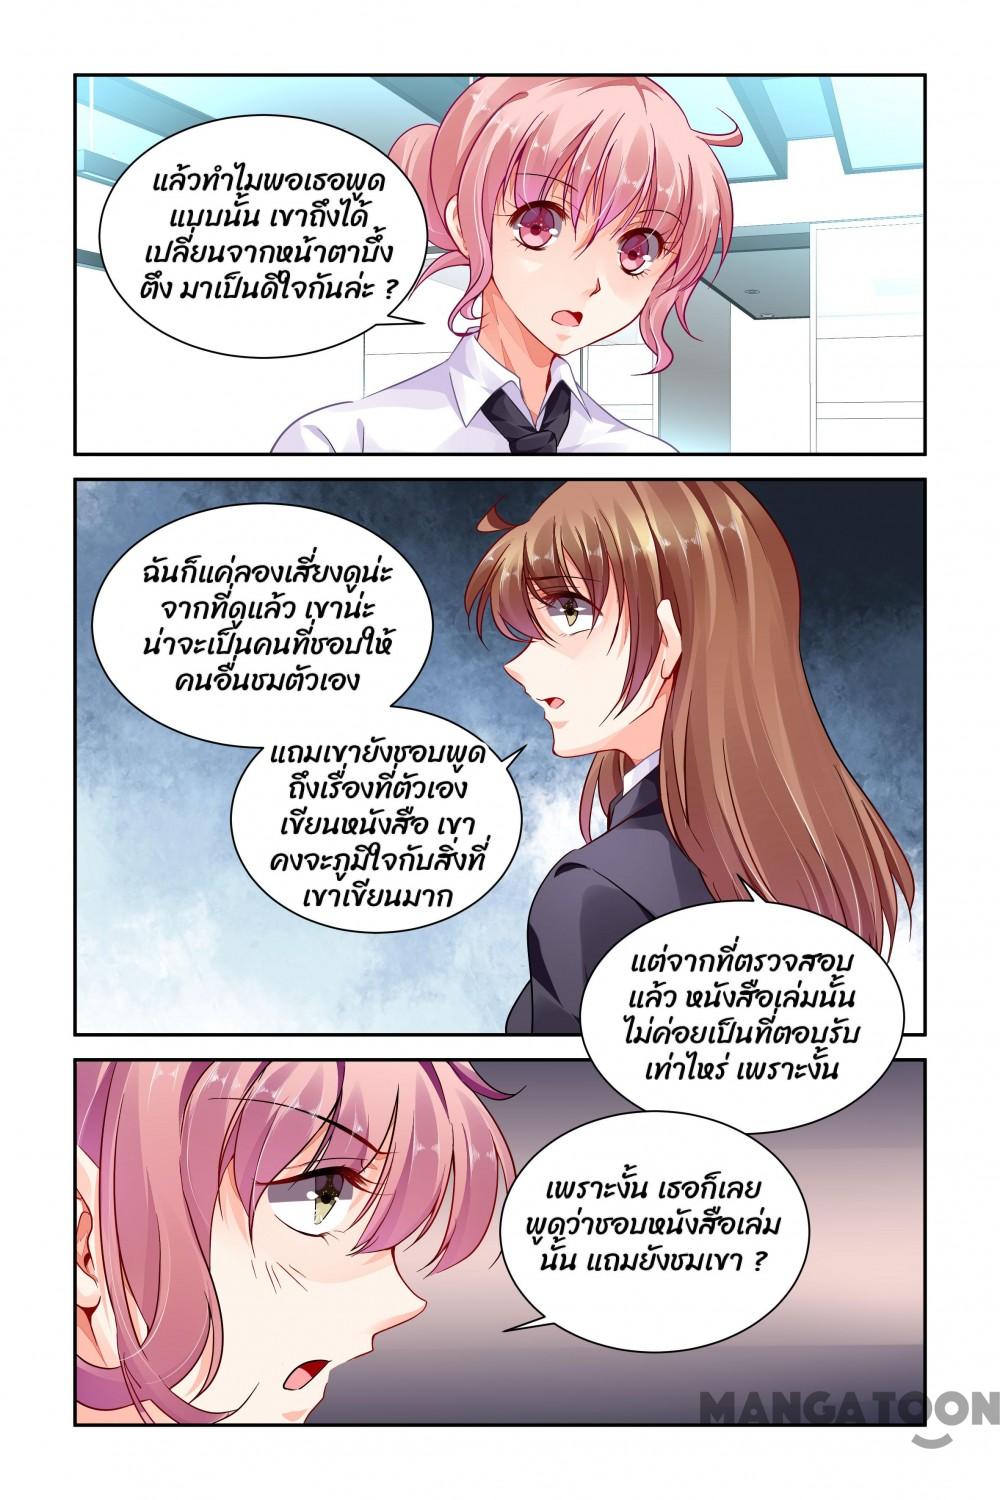 แล้วทำไมพอเธอพูด
แบบนั้น เขาถึงได้
เปลี่ยนจากหน้าตาบึ้ง
ตึง มาเป็นดีใจกันล่ะ ?
ฉันก็แค่ลองเสี่ยงดูน่ะ
จากที่ดูแล้ว เขาน่ะ
น่าจะเป็นคนที่ชอบให้
คนอื่นชมตัวเอง
แถมเขายังชอบพูด
ถึงเรื่องที่ตัวเอง
เขียนหนังสือ เขา
คงจะภูมิใจกับสิ่งที่
เขาเขียนมาก
แต่จากที่ตรวจสอบ
แล้ว หนังสือเล่มนั้น
ไม่ค่อยเป็นที่ตอบรับ
เท่าไหร่ เพราะงั้น
เพราะงั้น เธอก็เลย
พูดว่าชอบหนังสือเล่ม
นั้น แถมยังชมเขา ?
MANGATOON